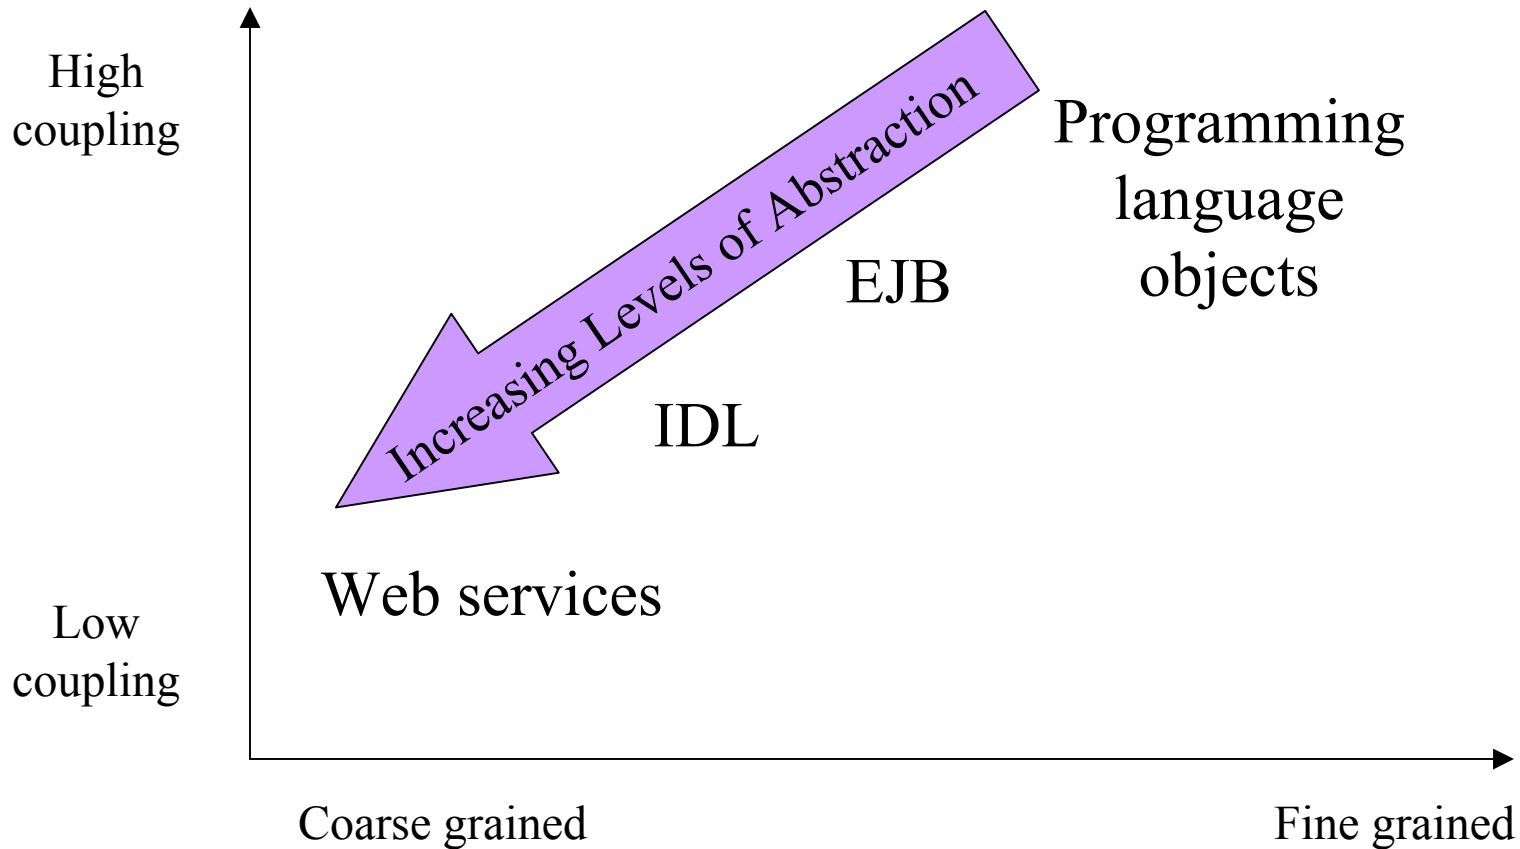 High
coupling
Increasing Levels of Abstraction
Programming
language
objects
EJB
IDL
Web services
Low
coupling
Coarse grained
Fine grained